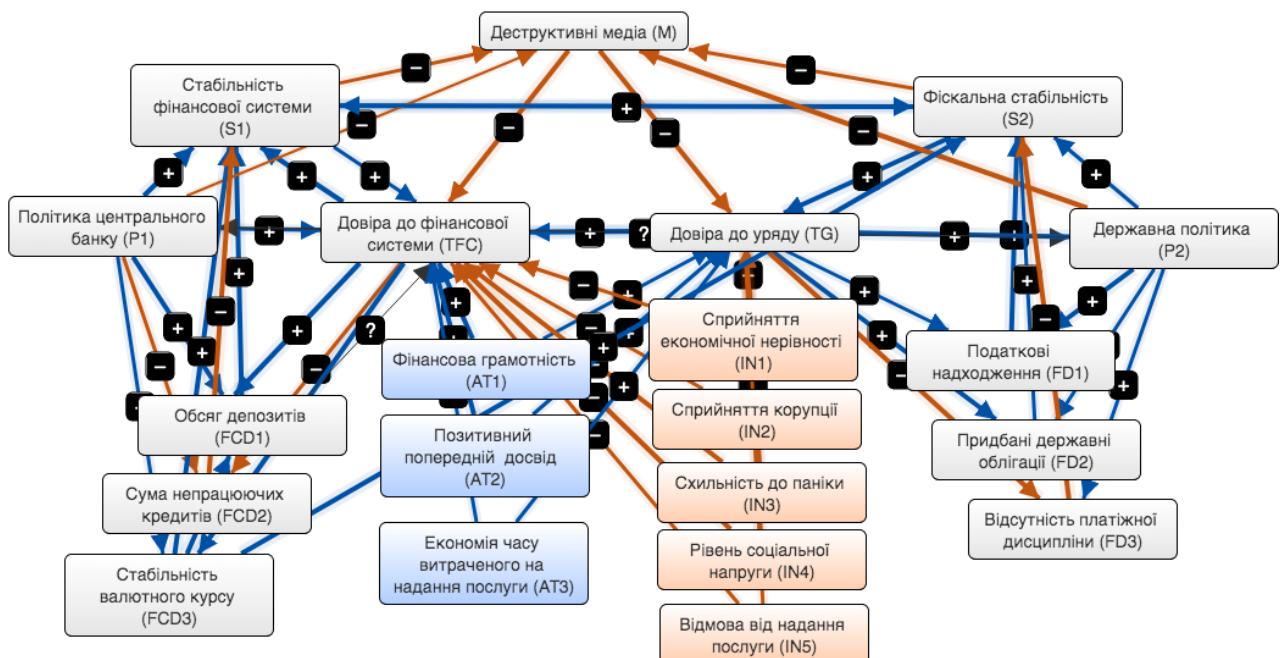 Деструктивні медіа (M)
Стабільність
фінансової системи
(S1)
Фіскальна стабільність
(S2)
Політика центрального
банку (P1)
Довіра до фінансової
системи (TFC)
Довіра до уряду (TG)
Державна політика
(P2)
Фінансова грамотність
(AT1)
Сприйняття
економічної нерівності
(IN1)
Податкові
надходження (FD1)
Обсяг депозитів
(FCD1)
Позитивний
попередній досвід
(AT2)
Сприйняття корупції
(IN2)
Придбані державні
облігації (FD2)
Сума непрацюючих
кредитів (FCD2)
Схильність до паніки
(IN3)
Відсутність платіжної
дисципліни (FD3)
Економія часу
витраченого на
надання послуги (AT3)
Рівень соціальної
напруги (IN4)
Стабільність
валютного курсу
(FCD3)
Відмова від надання
послуги (IN5)